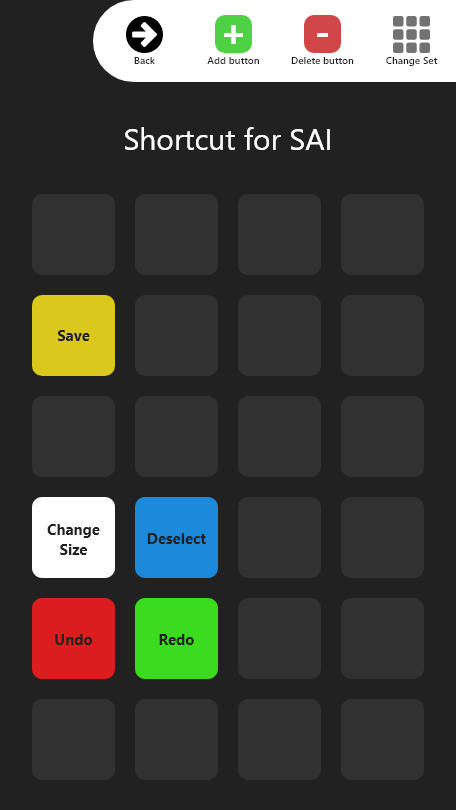 Back
Add button
Delete button
Change Set
Shortcut for SAI
Save
Change
Size
Deselect
Undo
Redo